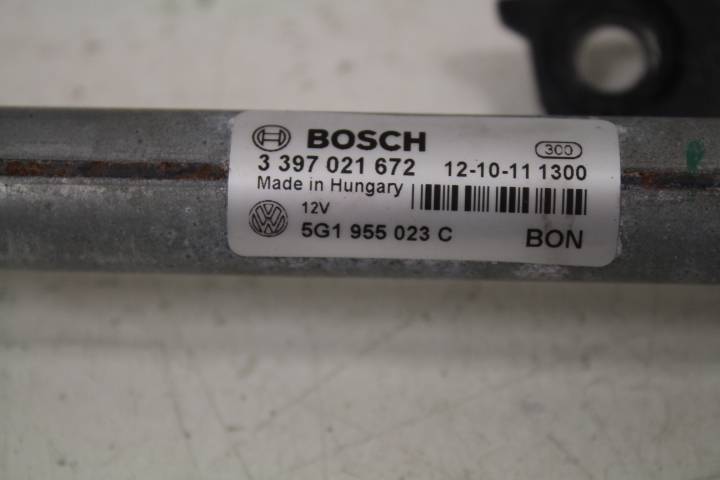 BOSCH 300
3 397 021 672 12-10-11 1300
Made in Hungary
12V
5G1 955 023 C BON